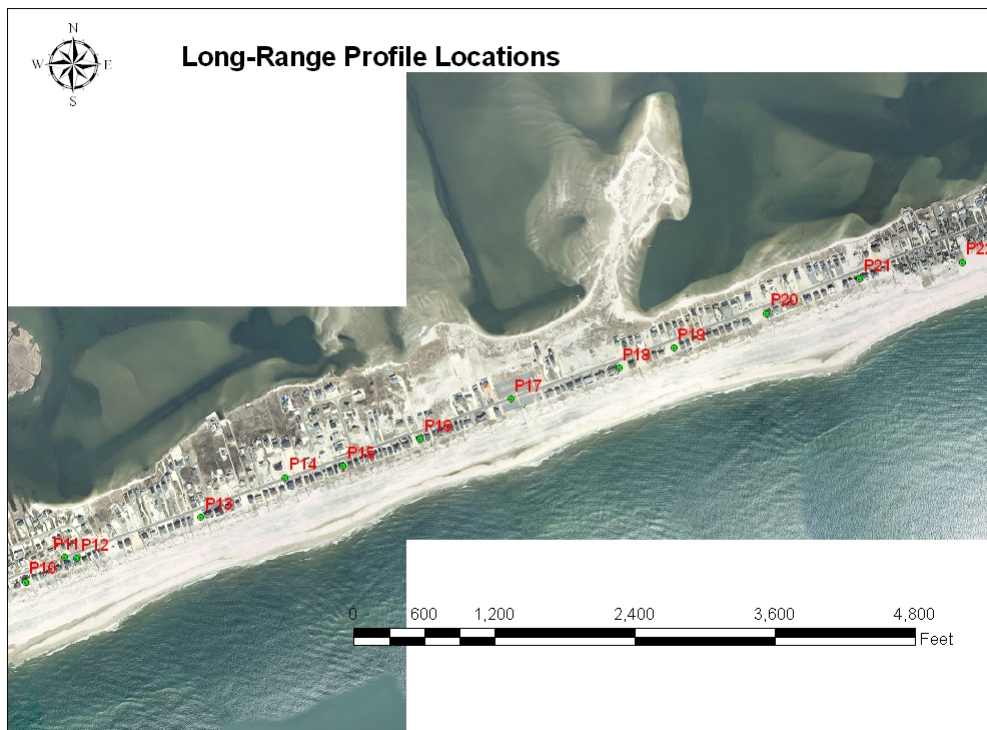 N
W E
S
Long-Range Profile Locations
P22
P21
P20
P19
P18
P17
P16
P15
P14
P13
P12
P11
P10
0 600 1,200 2,400 3,600 4,800
Feet